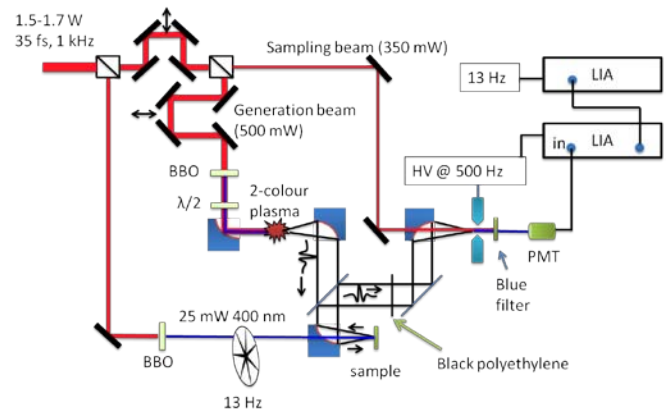 1.5-1.7 W
35 fs, 1 kHz
Sampling beam (350 mW)
13 Hz
LIA
Generation beam
(500 mW)
in
LIA
HV @ 500 Hz
BBO
2-colour
plasma
λ/2
PMT
Blue
filter
25 mW 400 nm
BBO
sample
Black polyethylene
13 Hz